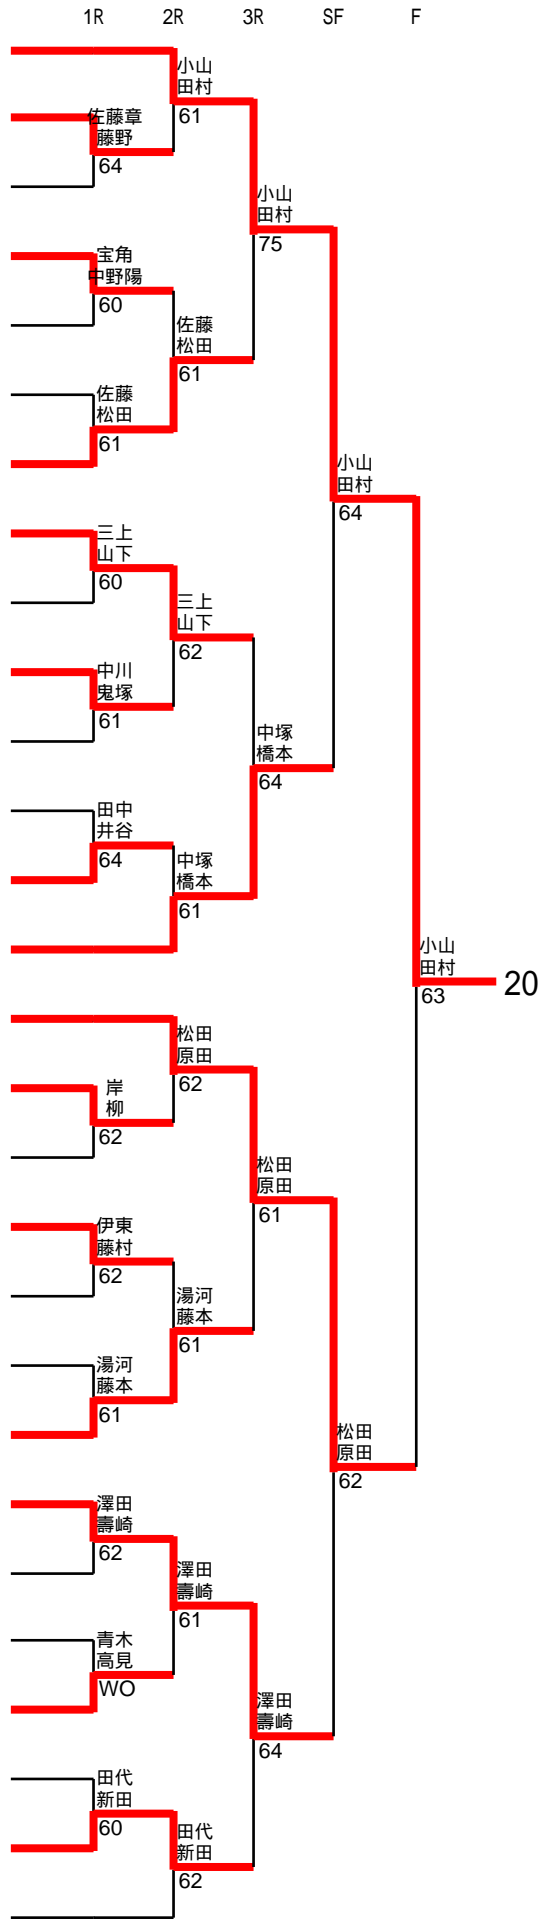 1R 2R 3R SF F
小山
田村
61
佐藤章
藤野
64
小山
田村
75
宝角
中野陽
60
佐藤
松田
61
佐藤
松田
61
小山
田村
64
三上
山下
60
三上
山下
62
中川
鬼塚
61
中塚
橋本
64
田中
井谷
64
中塚
橋本
61
小山
田村
63
20
松田
原田
62
岸
柳
62
松田
原田
61
伊東
藤村
62
湯河
藤本
61
湯河
藤本
61
松田
原田
62
澤田
壽崎
62
澤田
壽崎
61
青木
高見
WO
澤田
壽崎
64
田代
新田
60
田代
新田
62